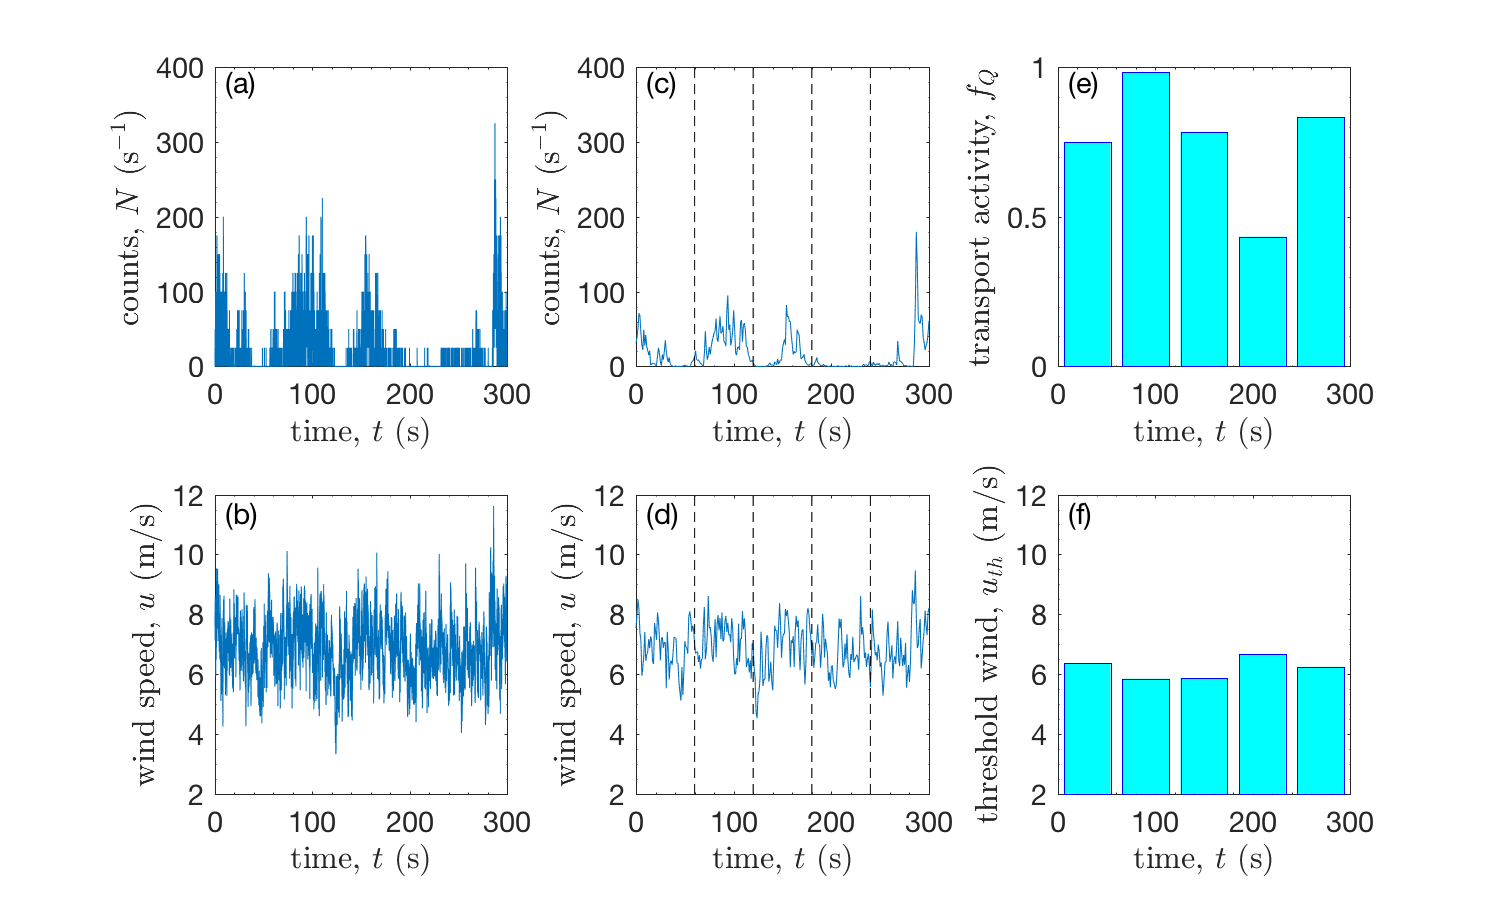 (a)
400
300
200
100
0
counts, N (s⁻¹)
0 100 200 300
time, t (s)
(c)
400
300
200
100
0
counts, N (s⁻¹)
0 100 200 300
time, t (s)
(e)
1
0.5
0
transport activity, f_Q
0 100 200 300
time, t (s)
(b)
12
10
8
6
4
2
wind speed, u (m/s)
0 100 200 300
time, t (s)
(d)
12
10
8
6
4
2
wind speed, u (m/s)
0 100 200 300
time, t (s)
(f)
12
10
8
6
4
2
threshold wind, u_th (m/s)
0 100 200 300
time, t (s)